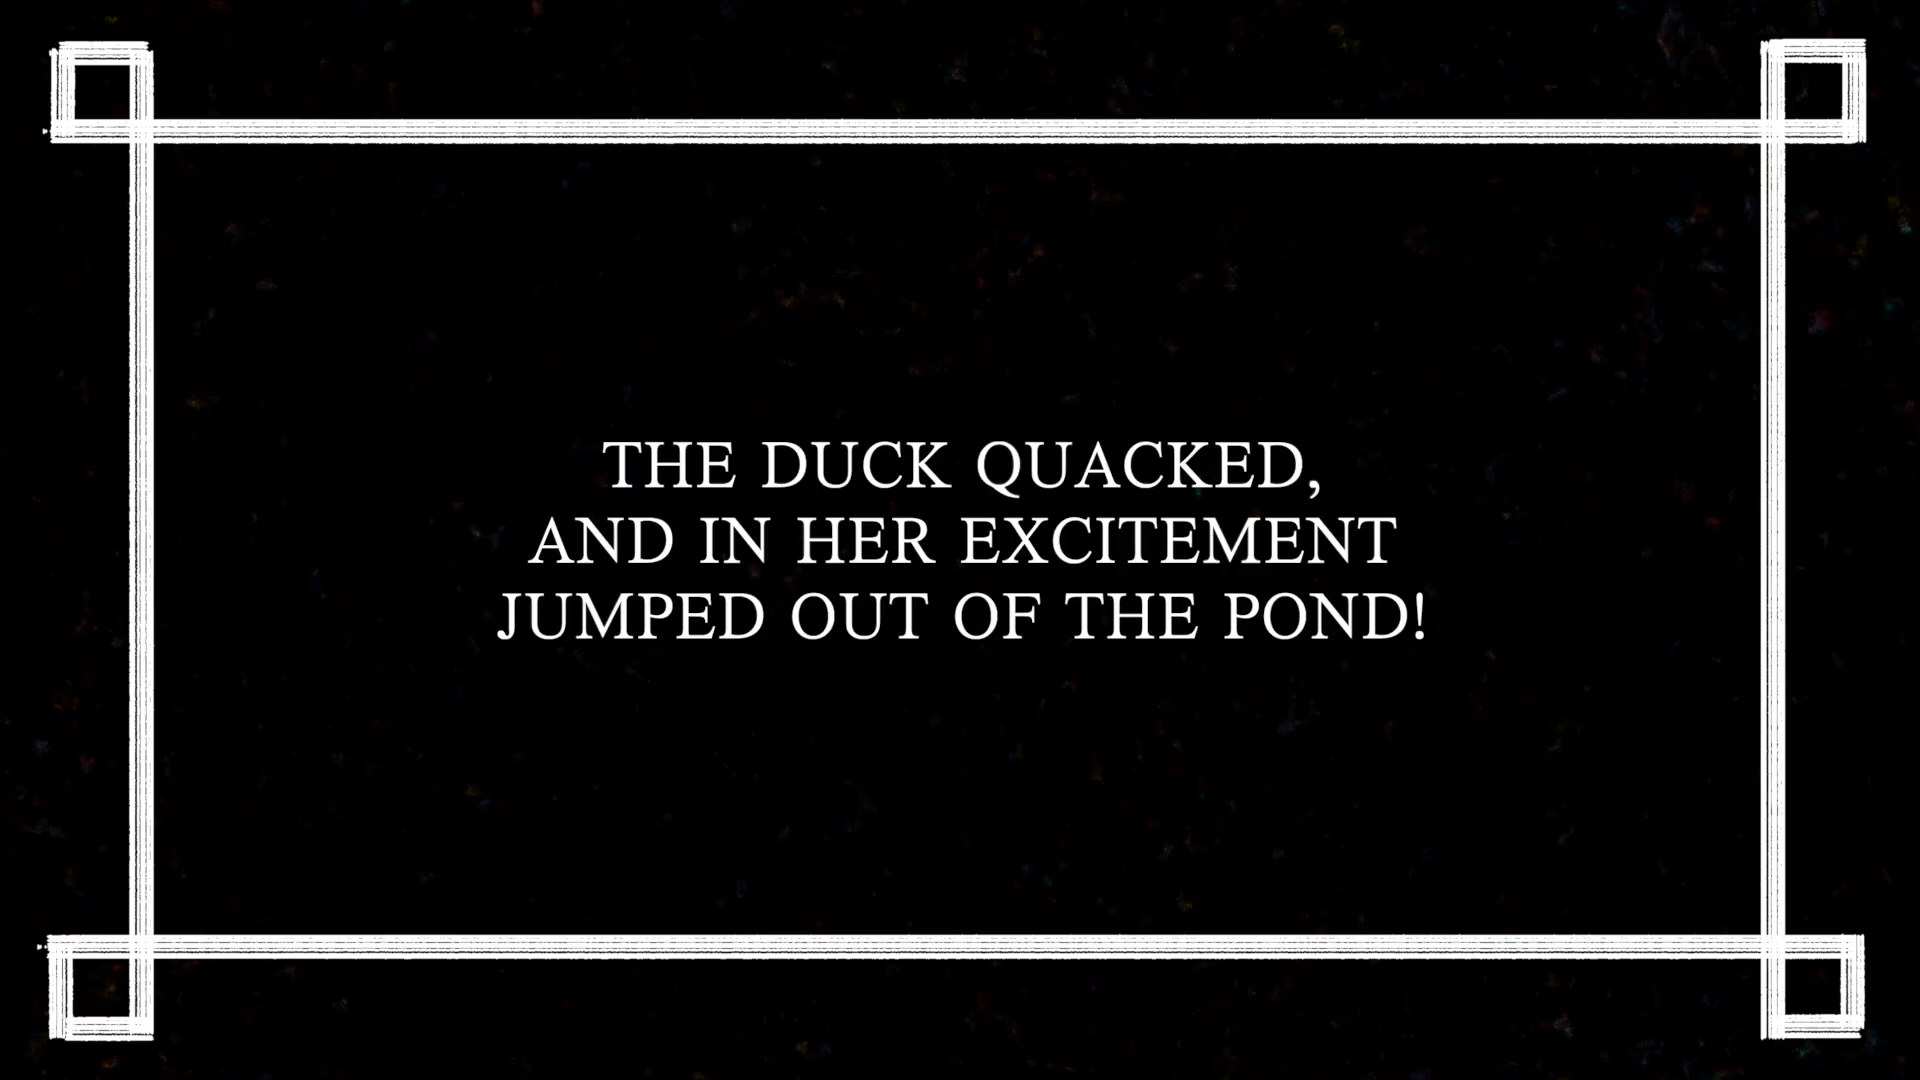 THE DUCK QUACKED,
AND IN HER EXCITEMENT
JUMPED OUT OF THE POND!